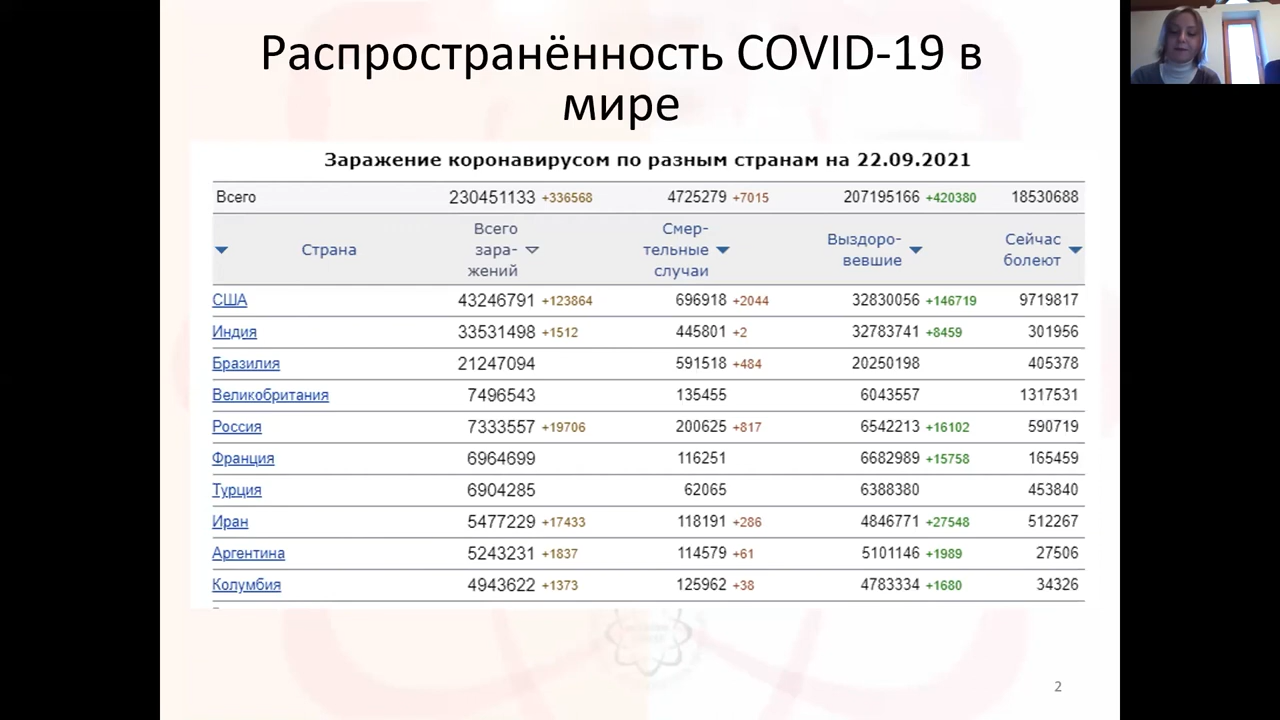 Распространённость COVID-19 в
мире
Заражение коронавирусом по разным странам на 22.09.2021
Всего 230451133 +336568 4725279 +7015 207195166 +420380 18530688
Страна Всего зара- жений Смер- тельные случаи Выздоро- вевшие Сейчас болеют
США 43246791 +123864 696918 +2044 32830056 +146719 9719817
Индия 33531498 +1512 445801 +2 32783741 +8459 301956
Бразилия 21247094 591518 +484 20250198 405378
Великобритания 7496543 135455 6043557 1317531
Россия 7333557 +19706 200625 +817 6542213 +16102 590719
Франция 6964699 116251 6682989 +15758 165459
Турция 6904285 62065 6388380 453840
Иран 5477229 +17433 118191 +286 4846771 +27548 512267
Аргентина 5243231 +1837 114579 +61 5101146 +1989 27506
Колумбия 4943622 +1373 125962 +38 4783334 +1680 34326
2